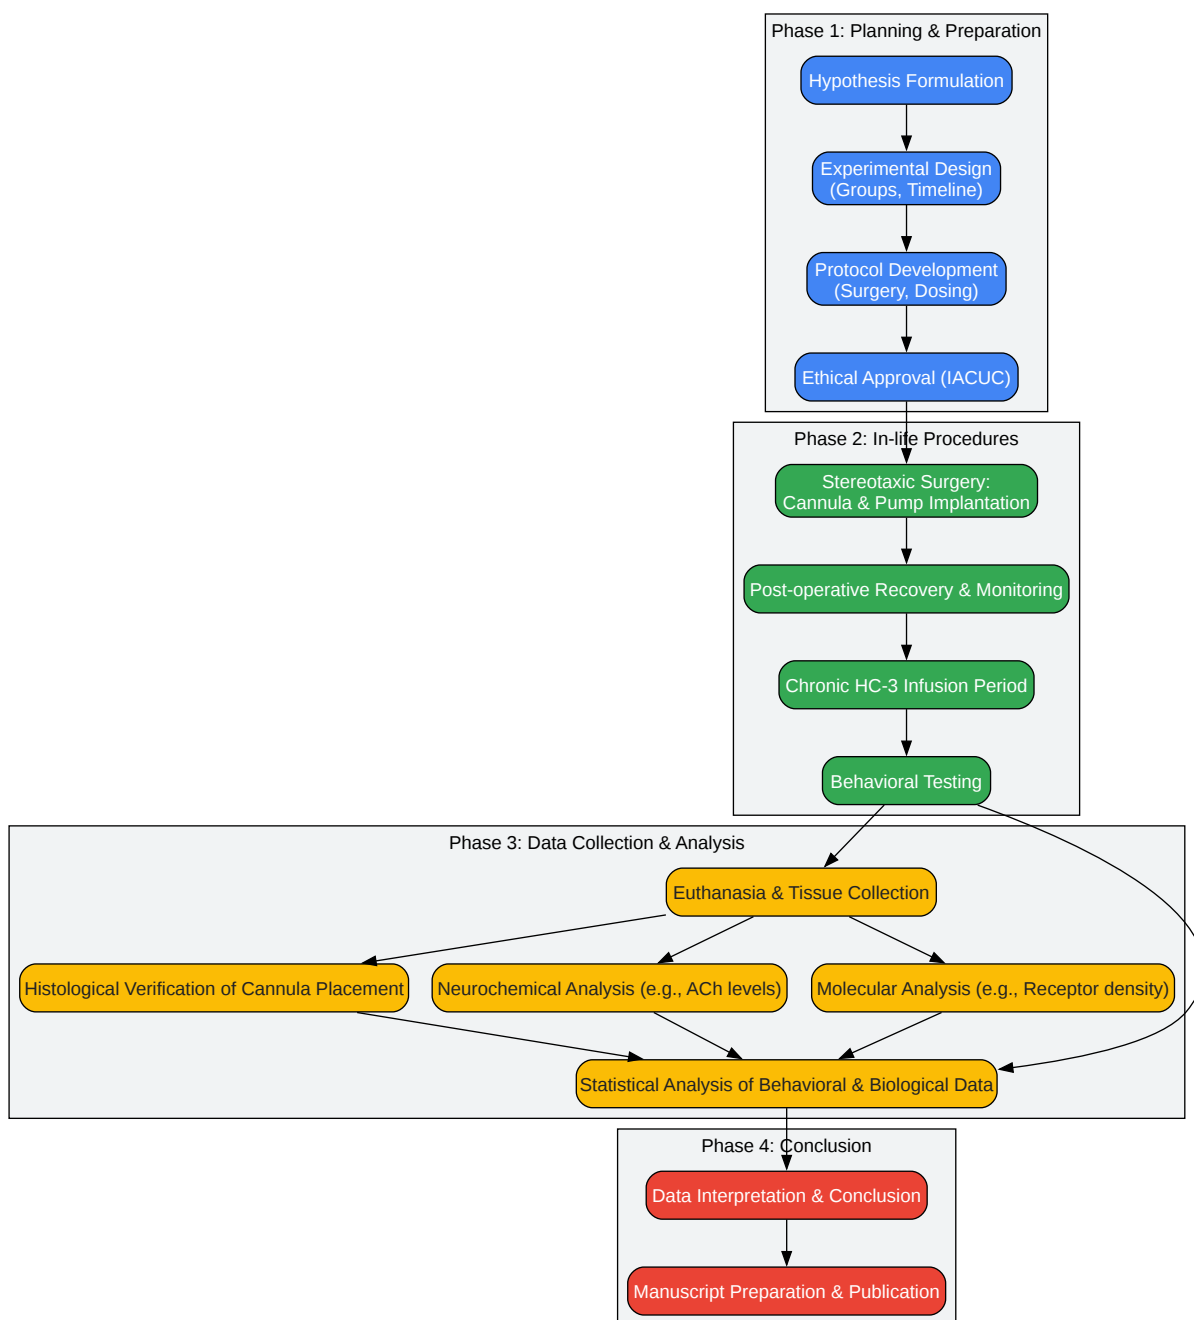 Phase 1: Planning & Preparation
Hypothesis Formulation
Experimental Design
(Groups, Timeline)
Protocol Development
(Surgery, Dosing)
Ethical Approval (IACUC)
Phase 2: In-life Procedures
Stereotaxic Surgery:
Cannula & Pump Implantation
Post-operative Recovery & Monitoring
Chronic HC-3 Infusion Period
Behavioral Testing
Phase 3: Data Collection & Analysis
Euthanasia & Tissue Collection
Histological Verification of Cannula Placement
Neurochemical Analysis (e.g., ACh levels)
Molecular Analysis (e.g., Receptor density)
Statistical Analysis of Behavioral & Biological Data
Phase 4: Conclusion
Data Interpretation & Conclusion
Manuscript Preparation & Publication